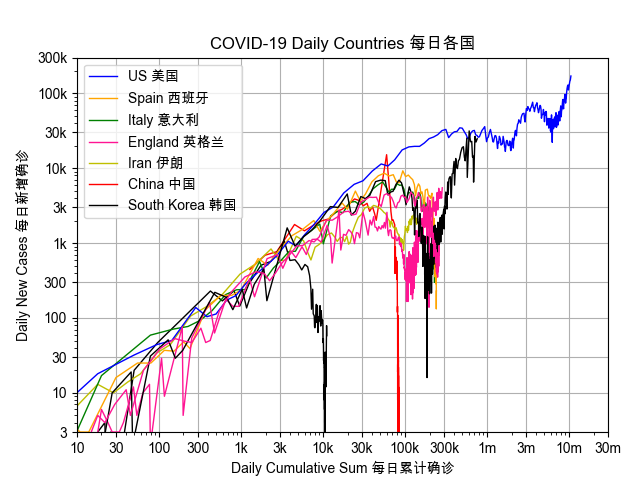 COVID-19 Daily Countries 每日各国
US 美国
Spain 西班牙
Italy 意大利
England 英格兰
Iran 伊朗
China 中国
South Korea 韩国
Daily New Cases 每日新增确诊
300k
100k
30k
10k
3k
1k
300
100
30
10
3
10 30 100 300 1k 3k 10k 30k 100k 300k 1m 3m 10m 30m
Daily Cumulative Sum 每日累计确诊